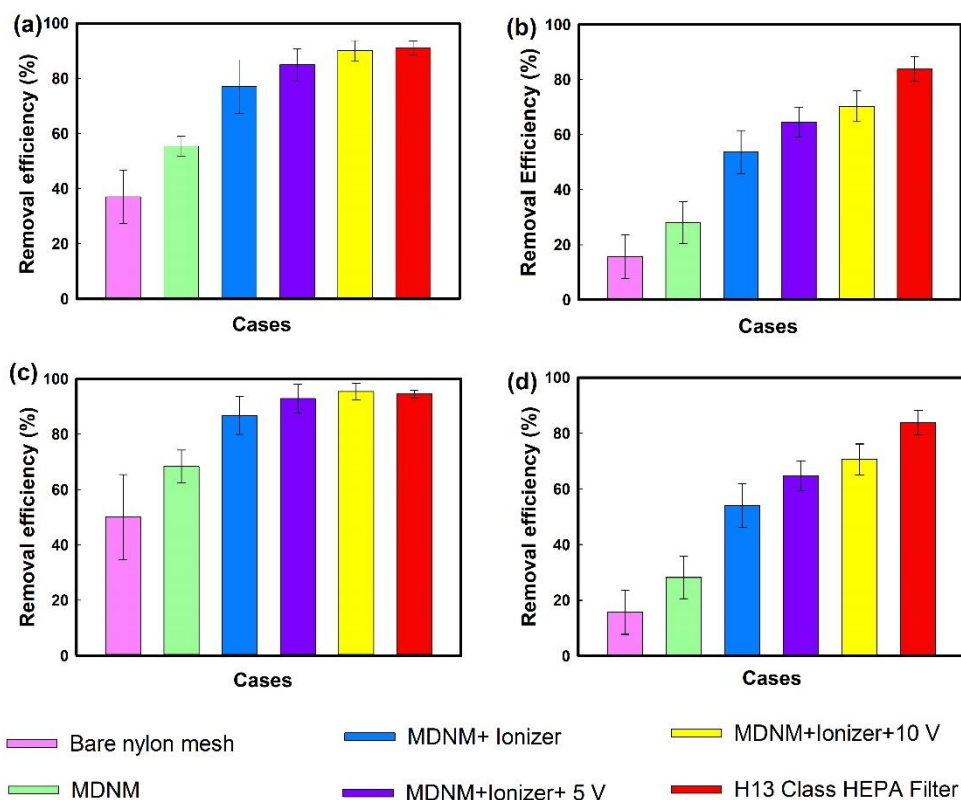 (a)
Removal efficiency (%)
100
80
60
40
20
0
Cases
(b)
Removal Efficiency (%)
100
80
60
40
20
0
Cases
(c)
Removal efficiency (%)
100
80
60
40
20
0
Cases
(d)
Removal efficiency (%)
100
80
60
40
20
0
Cases
Bare nylon mesh
MDNM+ Ionizer
MDNM+Ionizer+10 V
MDNM
MDNM+Ionizer+ 5 V
H13 Class HEPA Filter